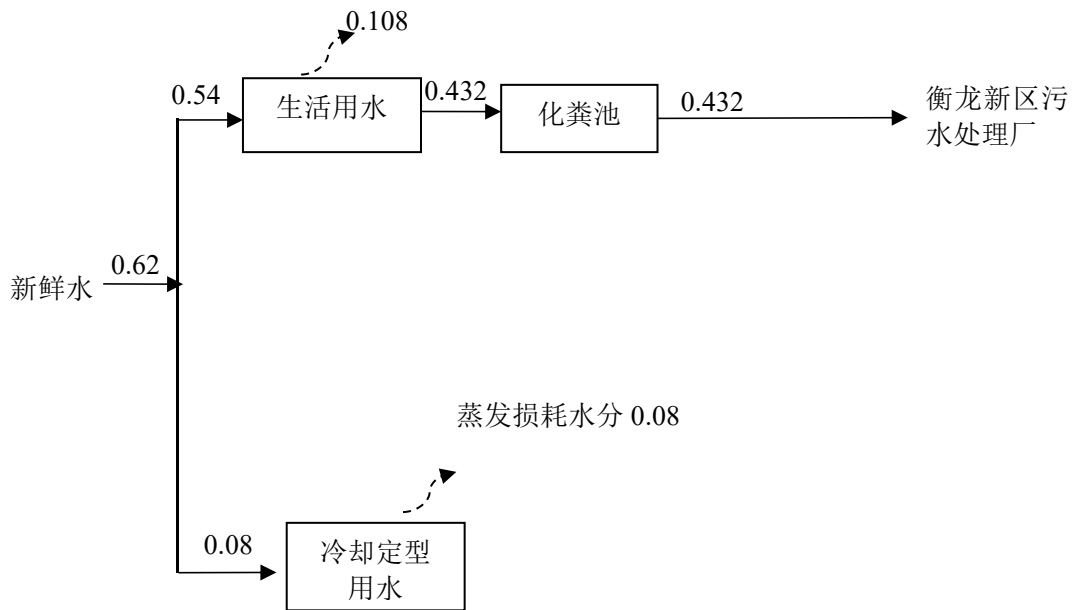 0.108
0.54
生活用水
0.432
化粪池
0.432
衡龙新区污
水处理厂
新鲜水
0.62
蒸发损耗水分 0.08
0.08
冷却定型
用水